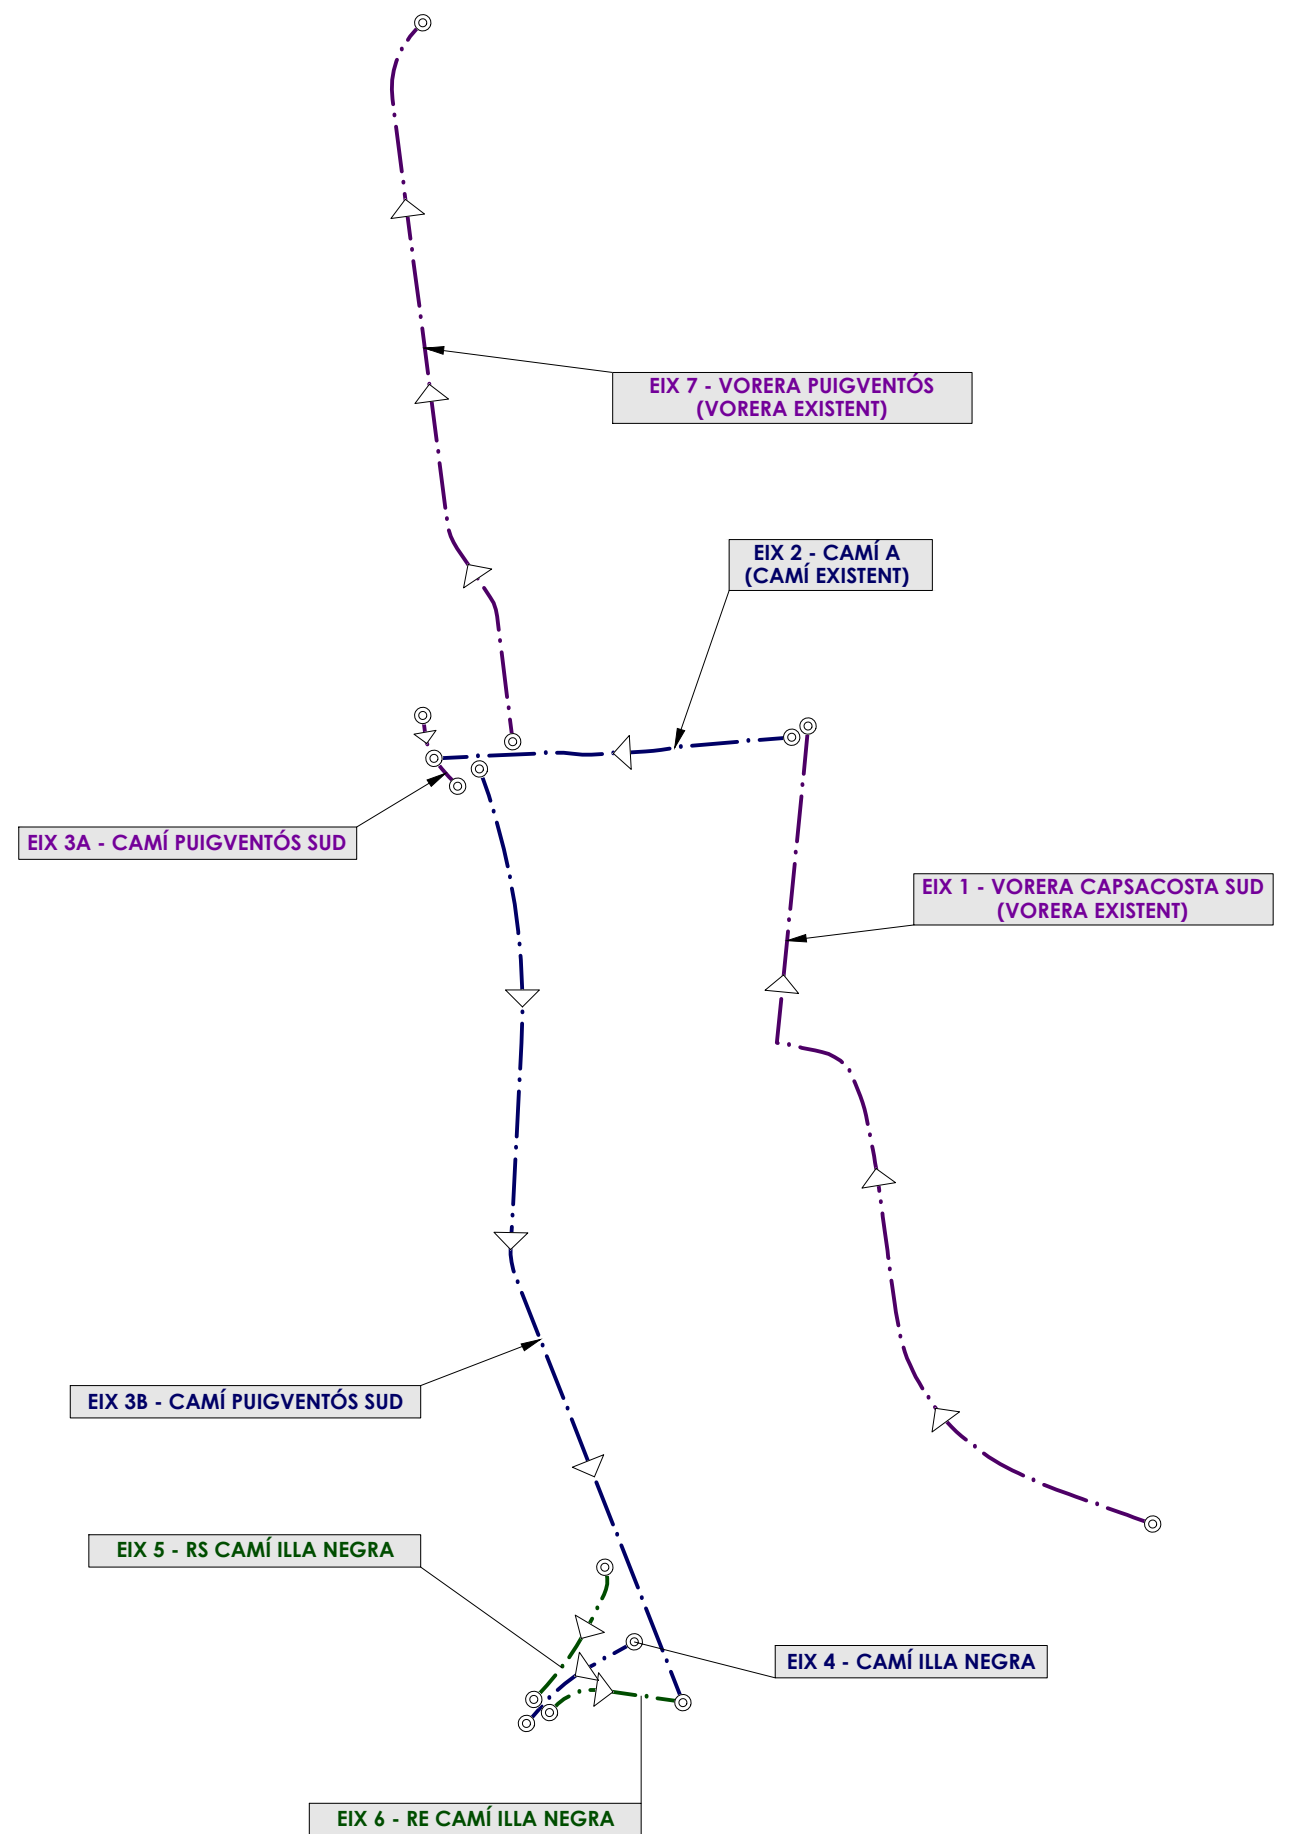 EIX 7 - VORERA PUIGVENTÓS
(VORERA EXISTENT)
EIX 2 - CAMÍ A
(CAMÍ EXISTENT)
EIX 3A - CAMÍ PUIGVENTÓS SUD
EIX 1 - VORERA CAPSACOSTA SUD
(VORERA EXISTENT)
EIX 3B - CAMÍ PUIGVENTÓS SUD
EIX 5 - RS CAMÍ ILLA NEGRA
EIX 4 - CAMÍ ILLA NEGRA
EIX 6 - RE CAMÍ ILLA NEGRA